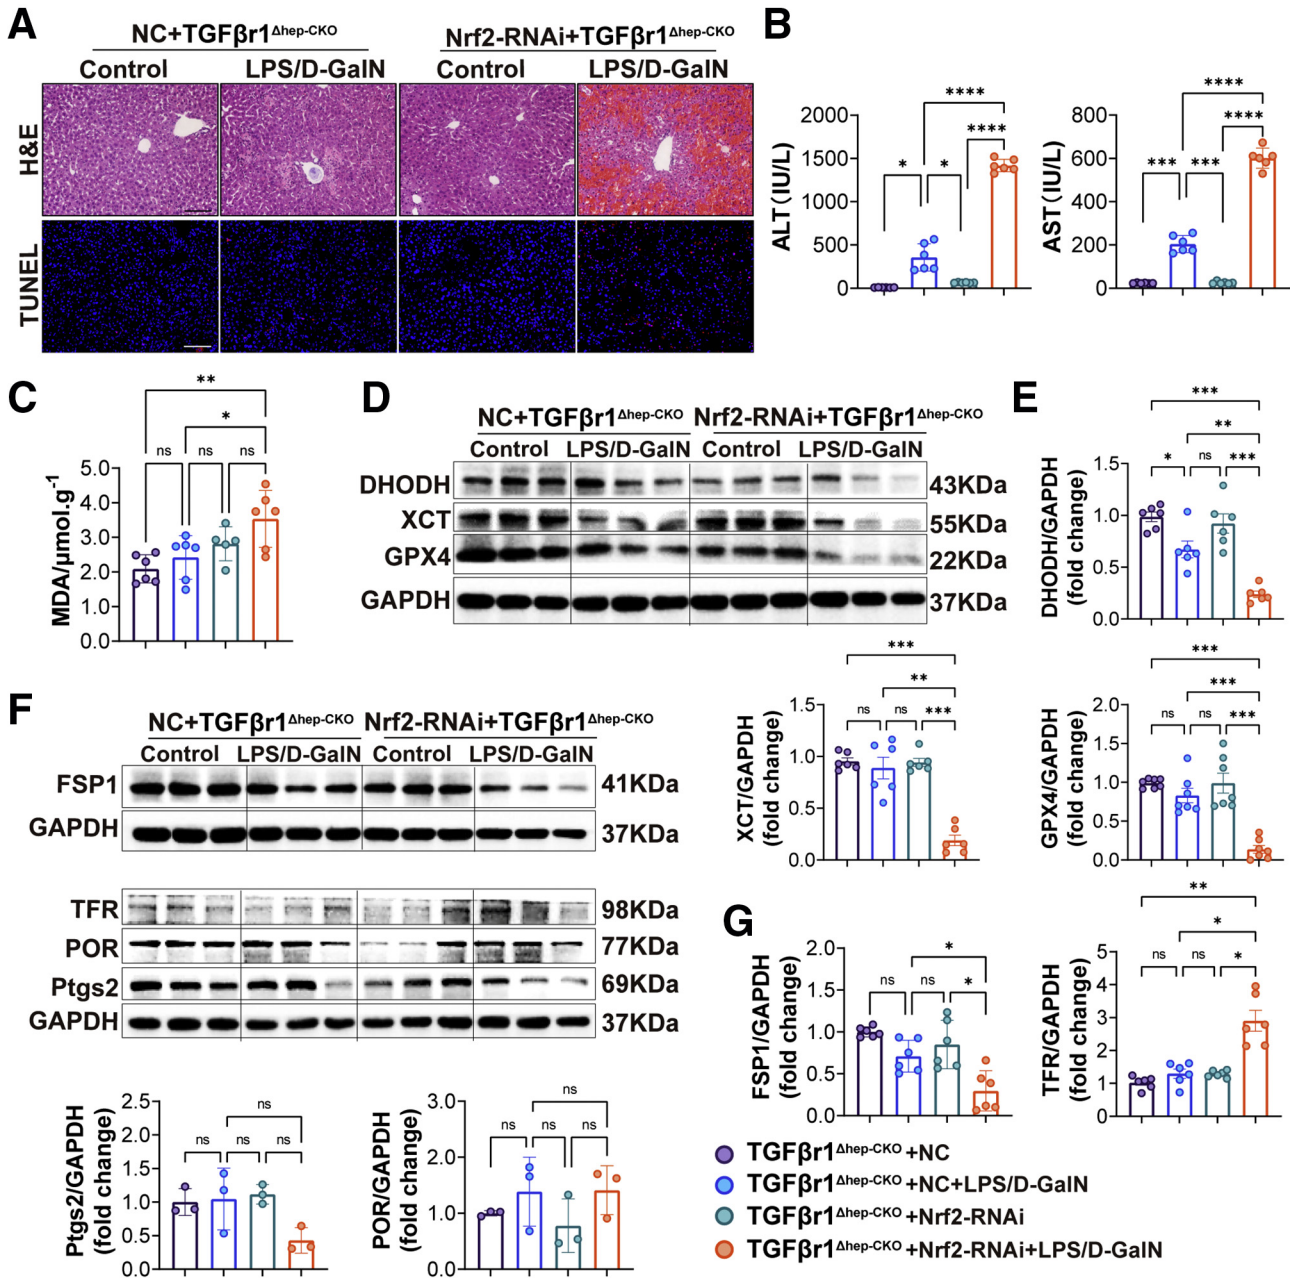 A
NC+TGFβr1Δhep-CKO
Nrf2-RNAi+TGFβr1Δhep-CKO
Control
LPS/D-GalN
Control
LPS/D-GalN
H&E
TUNEL
B
ALT (IU/L)
2000
1500
1000
500
0
*
*
****
****
AST (IU/L)
800
600
400
200
0
***
***
****
****
C
MDA/μmol.g-1
5.0
4.0
3.0
2.0
1.0
0.0
**
*
ns
ns
ns
D
NC+TGFβr1Δhep-CKO
Nrf2-RNAi+TGFβr1Δhep-CKO
Control
LPS/D-GalN
Control
LPS/D-GalN
DHODH
43KDa
XCT
55KDa
GPX4
22KDa
GAPDH
37KDa
E
DHODH/GAPDH
(fold change)
1.5
1.0
0.5
0.0
***
**
*
ns
***
XCT/GAPDH
(fold change)
1.5
1.0
0.5
0.0
***
**
ns
ns
***
GPX4/GAPDH
(fold change)
2.0
1.5
1.0
0.5
0.0
***
***
ns
ns
***
F
NC+TGFβr1Δhep-CKO
Nrf2-RNAi+TGFβr1Δhep-CKO
Control
LPS/D-GalN
Control
LPS/D-GalN
FSP1
41KDa
GAPDH
37KDa
TFR
98KDa
POR
77KDa
Ptgs2
69KDa
GAPDH
37KDa
Ptgs2/GAPDH
(fold change)
2.5
2.0
1.5
1.0
0.5
0.0
ns
ns
ns
ns
POR/GAPDH
(fold change)
3.0
2.0
1.0
0.0
ns
ns
ns
ns
G
FSP1/GAPDH
(fold change)
2.0
1.5
1.0
0.5
0.0
*
ns
ns
*
TFR/GAPDH
(fold change)
5
4
3
2
1
0
**
*
ns
ns
*
TGFβr1Δhep-CKO+NC
TGFβr1Δhep-CKO+NC+LPS/D-GalN
TGFβr1Δhep-CKO+Nrf2-RNAi
TGFβr1Δhep-CKO+Nrf2-RNAi+LPS/D-GalN